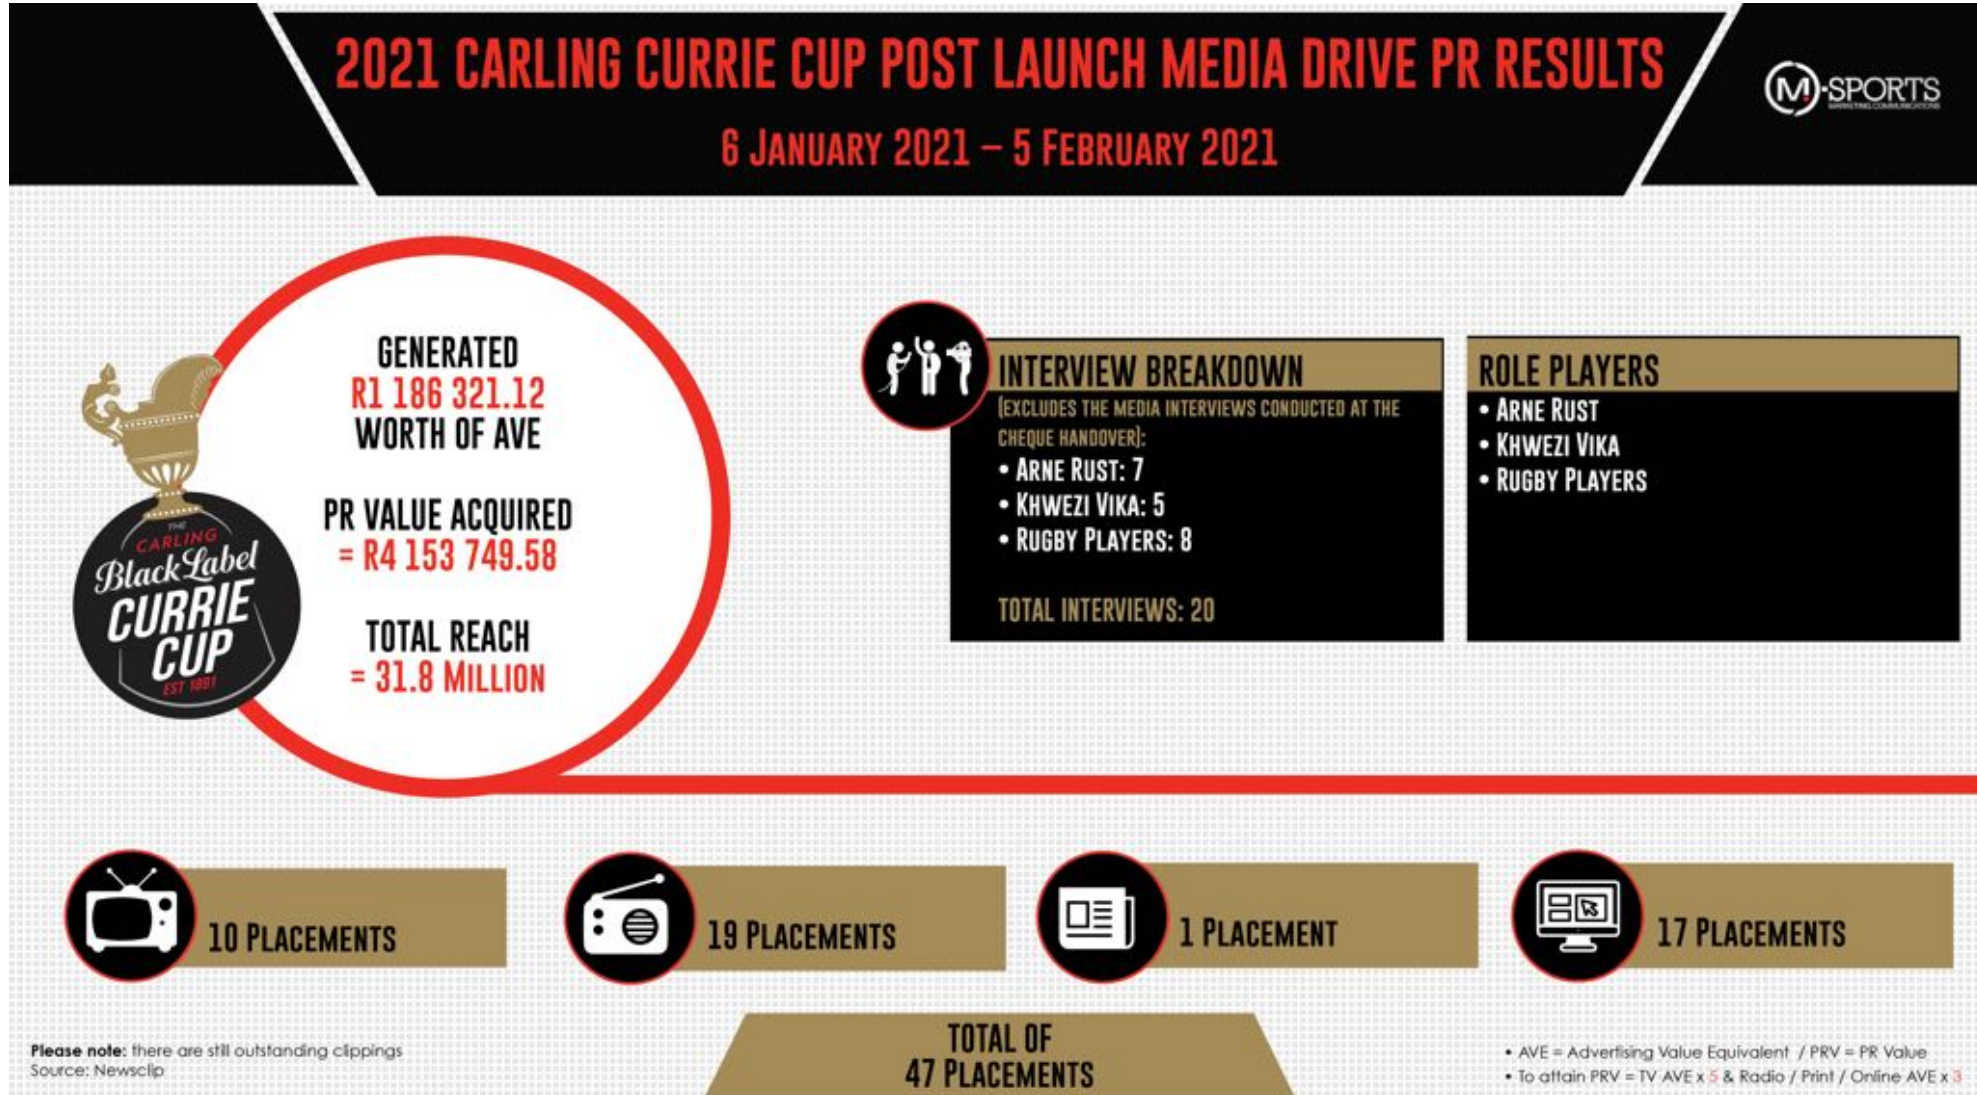 2021 CARLING CURRIE CUP POST LAUNCH MEDIA DRIVE PR RESULTS
6 JANUARY 2021 – 5 FEBRUARY 2021
M-SPORTS
MARKETING COMMUNICATIONS
GENERATED
R1 186 321.12
WORTH OF AVE
PR VALUE ACQUIRED
= R4 153 749.58
TOTAL REACH
= 31.8 MILLION
THE
CARLING
Black Label
CURRIE
CUP
EST 1891
INTERVIEW BREAKDOWN
(EXCLUDES THE MEDIA INTERVIEWS CONDUCTED AT THE
CHEQUE HANDOVER):
• ARNE RUST: 7
• KHWEZI VIKA: 5
• RUGBY PLAYERS: 8
TOTAL INTERVIEWS: 20
ROLE PLAYERS
• ARNE RUST
• KHWEZI VIKA
• RUGBY PLAYERS
10 PLACEMENTS
19 PLACEMENTS
1 PLACEMENT
17 PLACEMENTS
TOTAL OF
47 PLACEMENTS
Please note: there are still outstanding clippings
Source: Newsclip
• AVE = Advertising Value Equivalent / PRV = PR Value
• To attain PRV = TV AVE x 5 & Radio / Print / Online AVE x 3